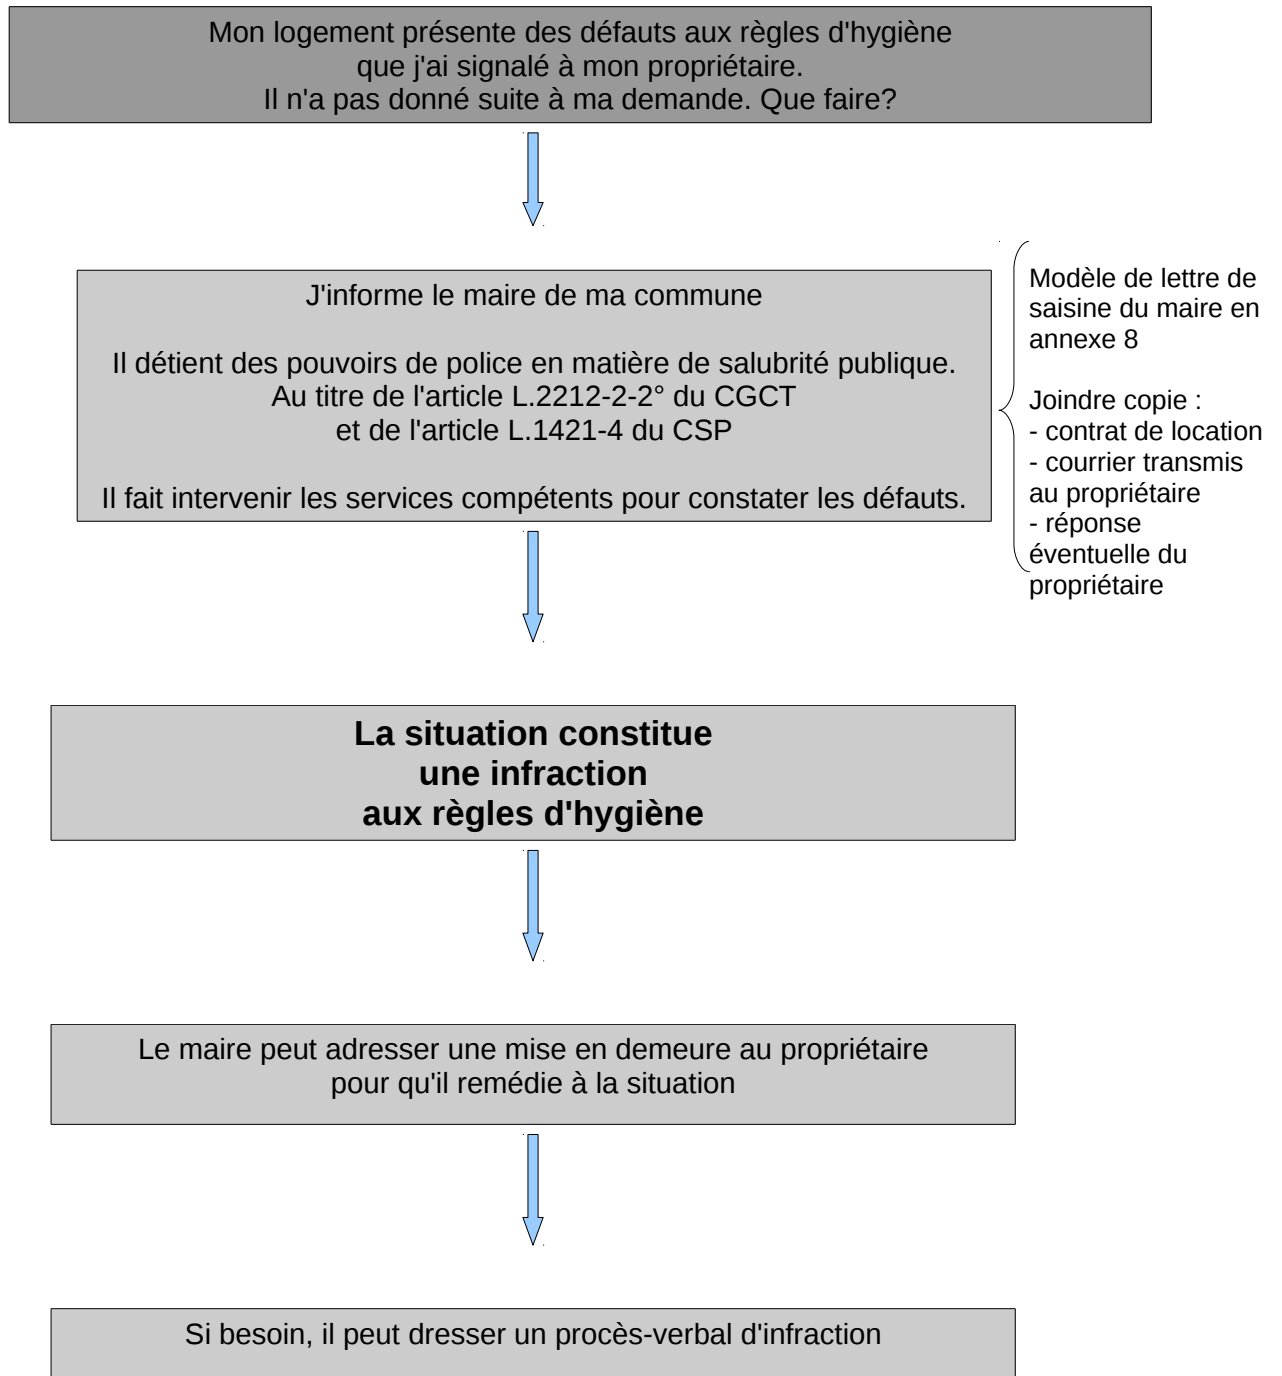 Mon logement présente des défauts aux règles d'hygiène
que j'ai signalé à mon propriétaire.
Il n'a pas donné suite à ma demande. Que faire?
J'informe le maire de ma commune
Il détient des pouvoirs de police en matière de salubrité publique.
Au titre de l'article L.2212-2-2° du CGCT
et de l'article L.1421-4 du CSP
Il fait intervenir les services compétents pour constater les défauts.
Modèle de lettre de
saisine du maire en
annexe 8
Joindre copie :
- contrat de location
- courrier transmis
au propriétaire
- réponse
éventuelle du
propriétaire
La situation constitue
une infraction
aux règles d'hygiène
Le maire peut adresser une mise en demeure au propriétaire
pour qu'il remédie à la situation
Si besoin, il peut dresser un procès-verbal d'infraction